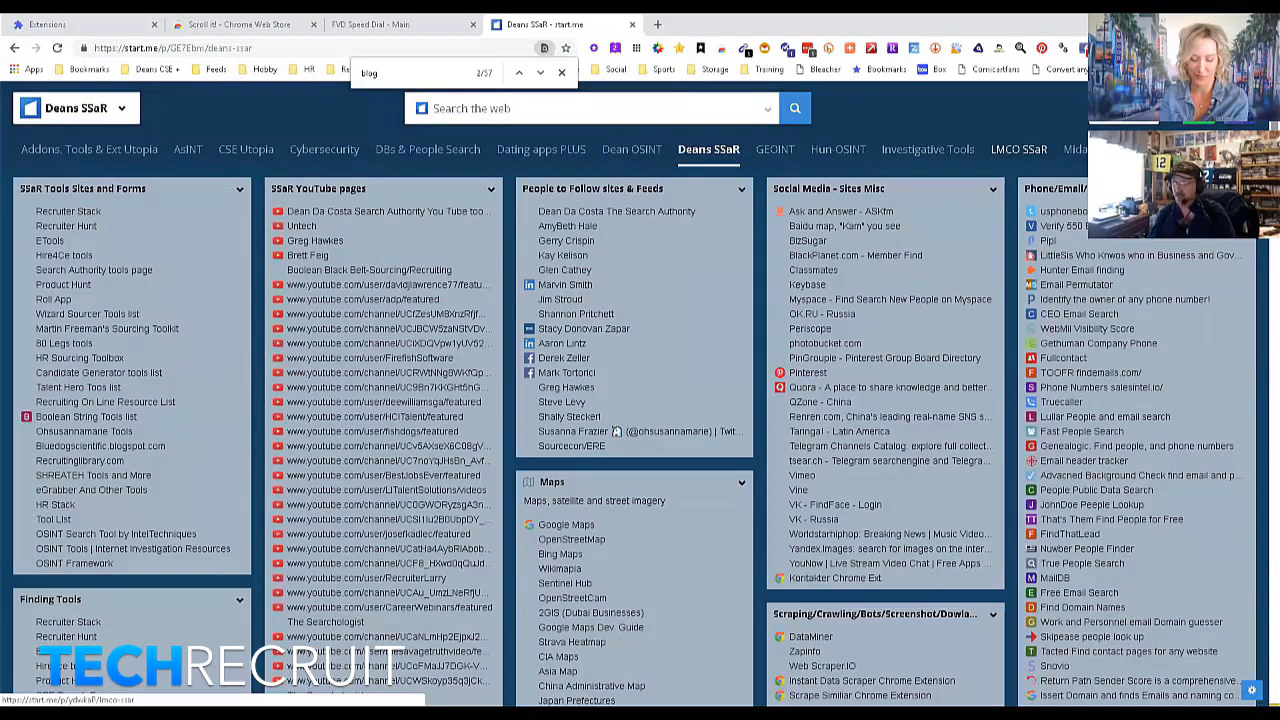 Extensions
Scroll it! - Chrome Web Store
FVD Speed Dial - Main
Deans SSaR - start.me
https://start.me/p/GE7Ebm/deans-ssar
Apps
Bookmarks
Deans CSE +
Feeds
Hobby
HR
blog
2/57
Social
Sports
Storage
Training
Bleacher
Bookmarks
Box
Comicartfans
Convert any
Deans SSaR
Search the web
Addons, Tools & Ext Utopia
AsINT
CSE Utopia
Cybersecurity
DBs & People Search
Dating apps PLUS
Dean OSINT
Deans SSaR
GEOINT
Hun OSINT
Investigative Tools
LMCO SSaR
SSaR Tools Sites and Forms
Recruiter Stack
Recruiter Hunt
ETools
Hire4Ce tools
Search Authority tools page
Product Hunt
Roll App
Wizard Sourcer Tools list
Martin Freeman's Sourcing Toolkit
80 Legs tools
HR Sourcing Toolbox
Candidate Generator tools list
Talent Hero Toos list
Recruiting On Line Resource List
Boolean String Tools list
Ohsusannamarie Tools
Bluedogscientific.blogspot.com
Recruitinglibrary.com
SHREATEH Tools and More
eGrabber And Other Tools
HR Stack
Tool List
OSINT Search Tool by IntelTechniques
OSINT Tools | Internet Investigation Resources
OSINT Framework
Finding Tools
Recruiter Stack
Recruiter Hunt
SSaR YouTube pages
Dean Da Costa Search Authority You Tube too...
Untech
Greg Hawkes
Brett Feig
Boolean Black Belt-Sourcing/Recruiting
www.youtube.com/user/davidjlawrence77/featu...
www.youtube.com/user/adp/featured
www.youtube.com/user/FirefishSoftware
www.youtube.com/user/deewilliamsga/featured
www.youtube.com/user/HCITalent/featured
www.youtube.com/user/fishdogs/featured
www.youtube.com/user/BestJobsEver/featured
www.youtube.com/user/LITalentSolutions/videos
www.youtube.com/user/josefkadlec/featured
www.youtube.com/user/RecruiterLarry
www.youtube.com/user/CareerWebinars/featured
The Searchologist
People to Follow sites & Feeds
Dean Da Costa The Search Authority
AmyBeth Hale
Gerry Crispin
Kay Kelison
Glen Cathey
Marvin Smith
Jim Stroud
Shannon Pritchett
Stacy Donovan Zapar
Aaron Lintz
Derek Zeller
Mark Tortorici
Greg Hawkes
Steve Levy
Shally Steckerl
Susanna Frazier (@ohsusannamarie) | Twit...
Sourcecon/ERE
Maps
Maps, satellite and street imagery
Google Maps
OpenStreetMap
Bing Maps
Wikimapia
Sentinel Hub
OpenStreetCam
2GIS (Dubai Businesses)
Google Maps Dev. Guide
Strava Heatmap
CIA Maps
Asia Map
China Administrative Map
Japan Prefectures
Social Media - Sites Misc
Ask and Answer - ASKfm
Baidu map, "Kam" you see
BizSugar
BlackPlanet.com - Member Find
Classmates
Keybase
Myspace - Find Search New People on Myspace
OK.RU - Russia
Periscope
photobucket.com
PinGroupie - Pinterest Group Board Directory
Pinterest
Quora - A place to share knowledge and better...
QZone - China
Renren.com, China's leading real-name SNS s...
Taringa! - Latin America
Telegram Channels Catalog: explore full collect...
tsear.ch - Telegram searchengine and Telegra...
Vimeo
Vine
VK - FindFace - Login
VK - Russia
Worldstarhiphop: Breaking News | Music Video...
Yandex.Images: search for images on the inter...
YouNow | Live Stream Video Chat | Free Apps ...
Kontakter Chrome Ext
Scraping/Crawling/Bots/Screenshot/Dowla...
DataMiner
Zapinfo
Web Scraper.IO
Instant Data Scraper Chrome Extension
Scrape Similiar Chrome Extension
Phone/Email/
usphonebo
Verify 550 E
Pipl
LittleSis Who Knwos who in Business and Gov...
Hunter Email finding
Email Permutator
Identify the owner of any phone number!
CEO Email Search
WebMii Visibility Score
Gethuman Company Phone
Fullcontact
TOOFR findemails.com/
Phone Numbers salesintel.io/
Truecaller
Lullar People and email search
Fast People Search
Genealogic. Find people, and phone numbers
Email header tracker
Advacned Background Check find email and p...
People Public Data Search
JohnDoe Peeople Lookup
That's Them Find People for Free
FindThatLead
Number People Finder
True People Search
MailDB
Free Email Search
Find Domain Names
Work and Personnel email Domain guesser
Skipease people look up
Tacted Find contact pages for any website
Snovio
Return Path Sender Score is a comprehensive...
Insert Domain and finds Emails and naming co...
TECHRECRUIT
12